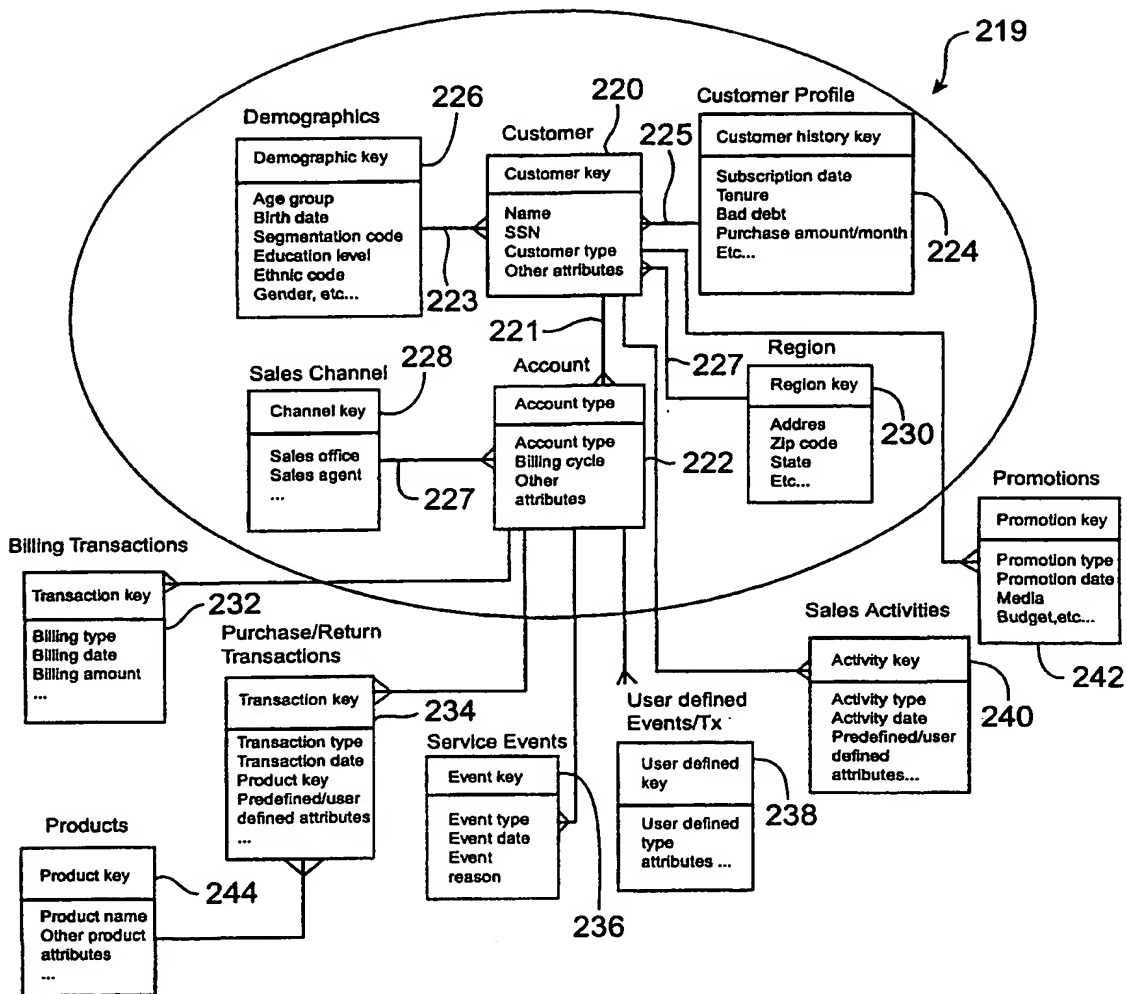 219
226
Demographics
Demographic key
Age group
Birth date
Segmentation code
Education level
Ethnic code
Gender, etc...
223
220
Customer
Customer key
Name
SSN
Customer type
Other attributes
225
Customer Profile
Customer history key
Subscription date
Tenure
Bad debt
Purchase amount/month
Etc...
224
221
227
Sales Channel
228
Channel key
Sales office
Sales agent
...
227
Account
Account type
Account type
Billing cycle
Other
attributes
222
Region
Region key
Addres
Zip code
State
Etc...
230
Promotions
Promotion key
Promotion type
Promotion date
Media
Budget,etc...
242
Billing Transactions
Transaction key
232
Billing type
Billing date
Billing amount
...
Purchase/Return
Transactions
Transaction key
234
Transaction type
Transaction date
Product key
Predefined/user
defined attributes
...
Service Events
Event key
Event type
Event date
Event
reason
236
User defined
Events/Tx
User defined
key
User defined
type
attributes ...
238
Sales Activities
Activity key
Activity type
Activity date
Predefined/user
defined
attributes...
240
Products
Product key
244
Product name
Other product
attributes
...